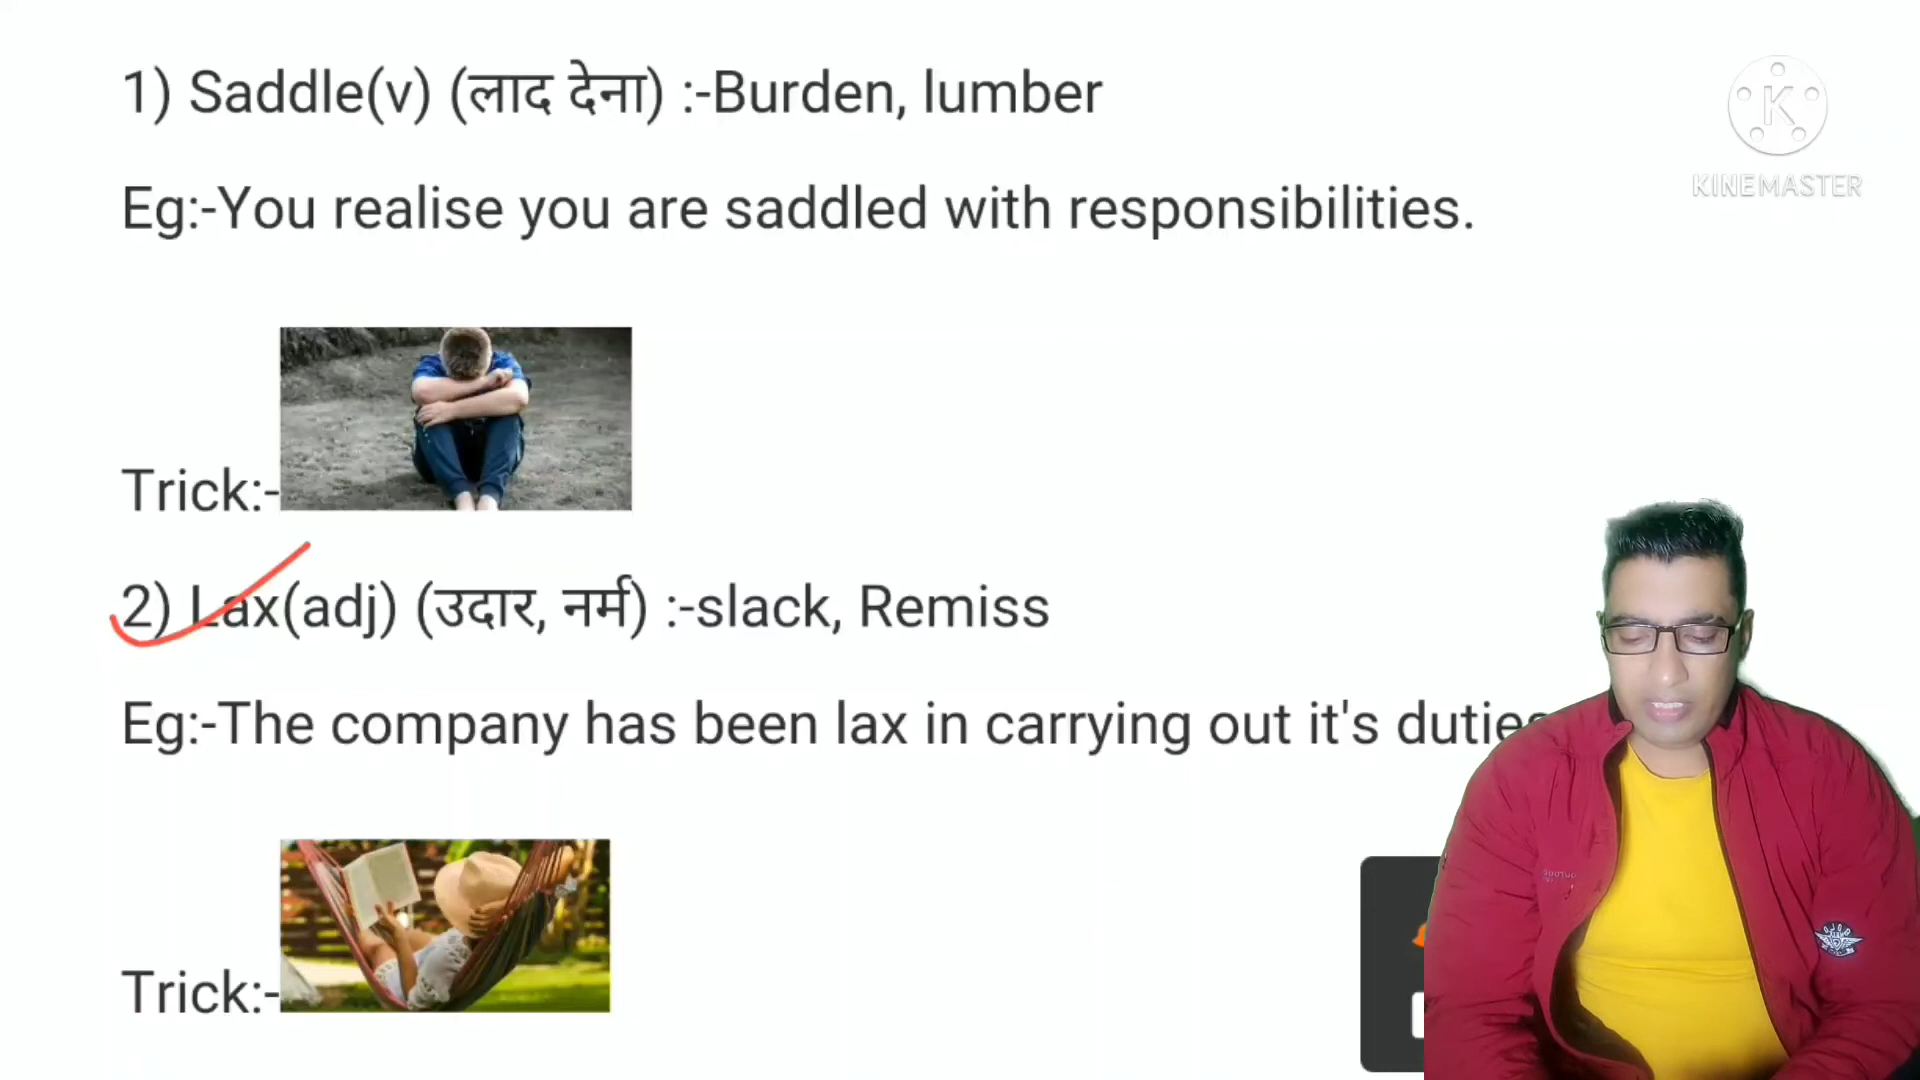 1) Saddle(v) (लाद देना) :-Burden, lumber
KINEMASTER
Eg:-You realise you are saddled with responsibilities.
Trick:-
2) Lax(adj) (उदार, नर्म) :-slack, Remiss
Eg:-The company has been lax in carrying out it's duties
Trick:-